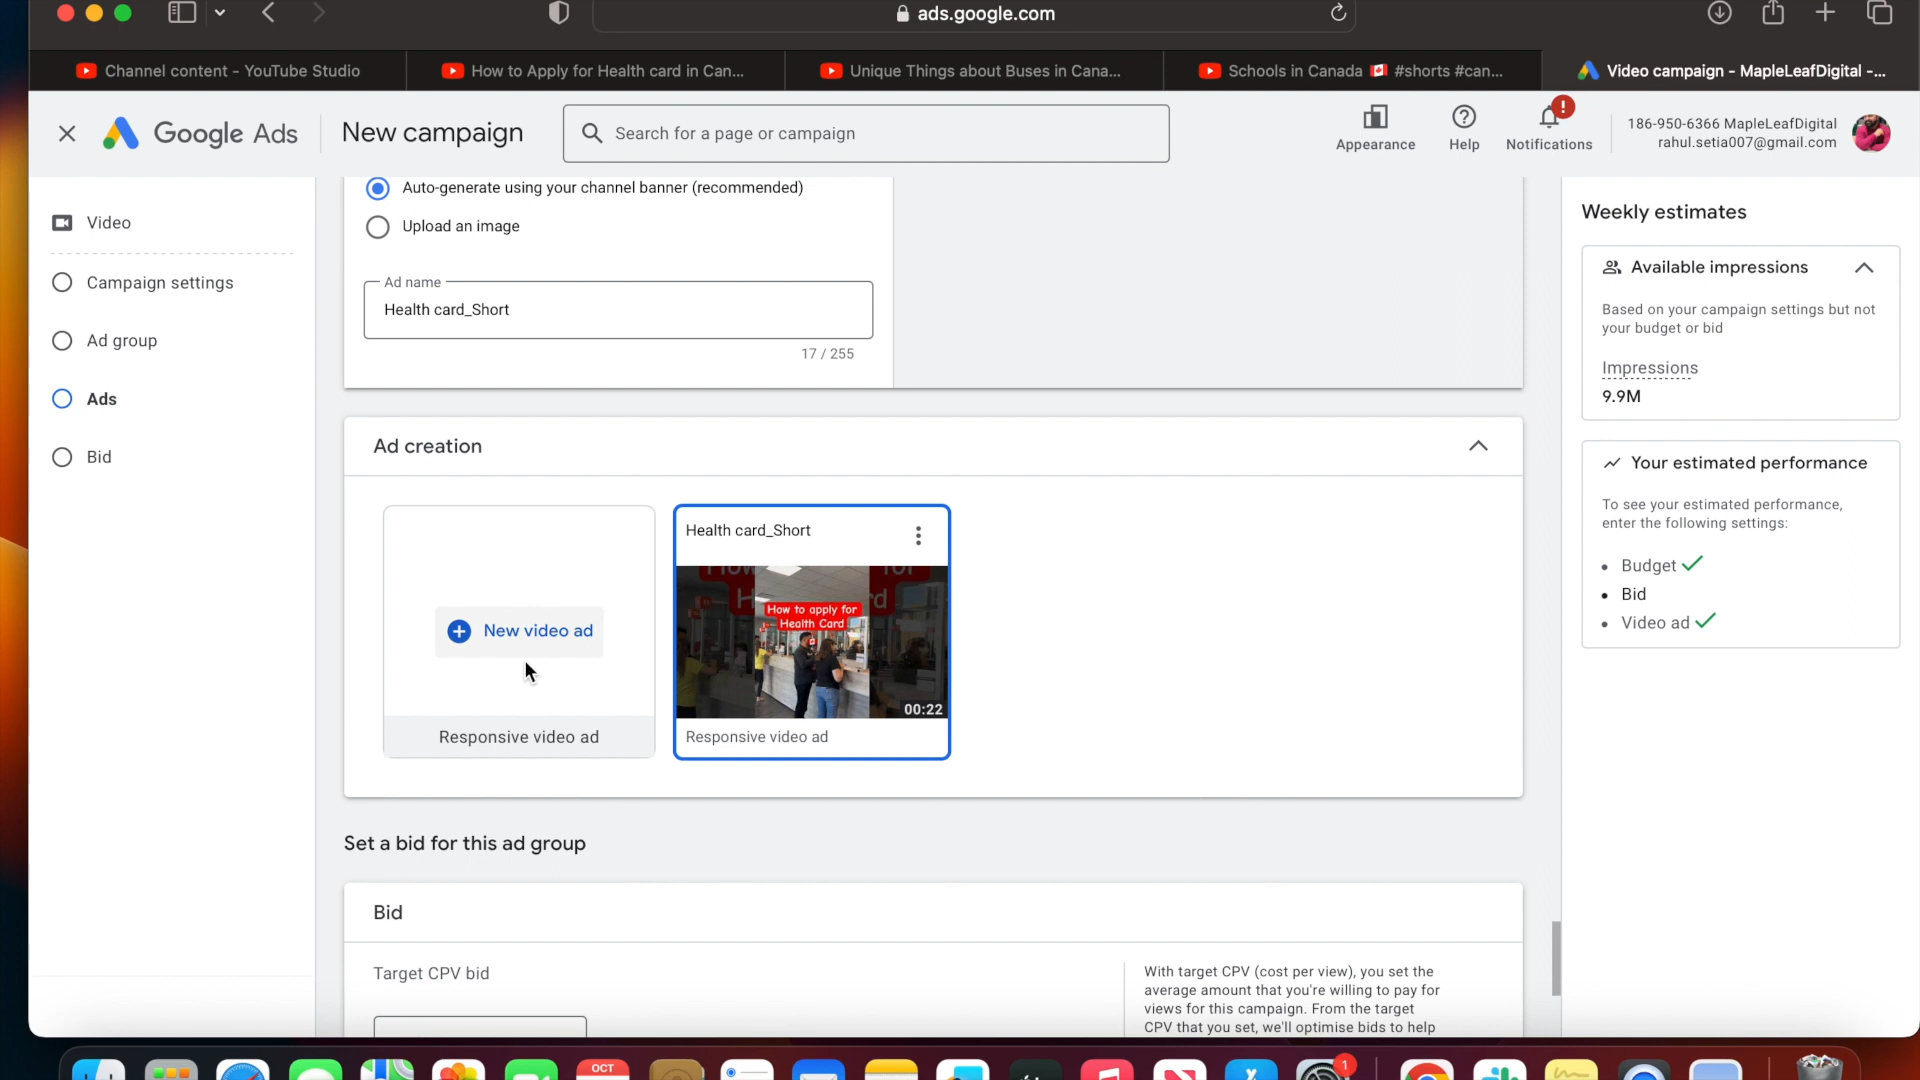 ads.google.com
Channel content - YouTube Studio
How to Apply for Health card in Can...
Unique Things about Buses in Cana...
Schools in Canada 🇨🇦 #shorts #can...
Video campaign - MapleLeafDigital -...
Google Ads
New campaign
Search for a page or campaign
Appearance
Help
!
Notifications
186-950-6366 MapleLeafDigital
rahul.setia007@gmail.com
Video
Campaign settings
Ad group
Ads
Bid
Auto-generate using your channel banner (recommended)
Upload an image
Ad name
Health card_Short
17 / 255
Ad creation
New video ad
Responsive video ad
Health card_Short
How to apply for
Health Card
00:22
Responsive video ad
Set a bid for this ad group
Bid
Target CPV bid
With target CPV (cost per view), you set the
average amount that you're willing to pay for
views for this campaign. From the target
CPV that you set, we'll optimise bids to help
Weekly estimates
Available impressions
Based on your campaign settings but not
your budget or bid
Impressions
9.9M
Your estimated performance
To see your estimated performance,
enter the following settings:
Budget
Bid
Video ad
OCT
1